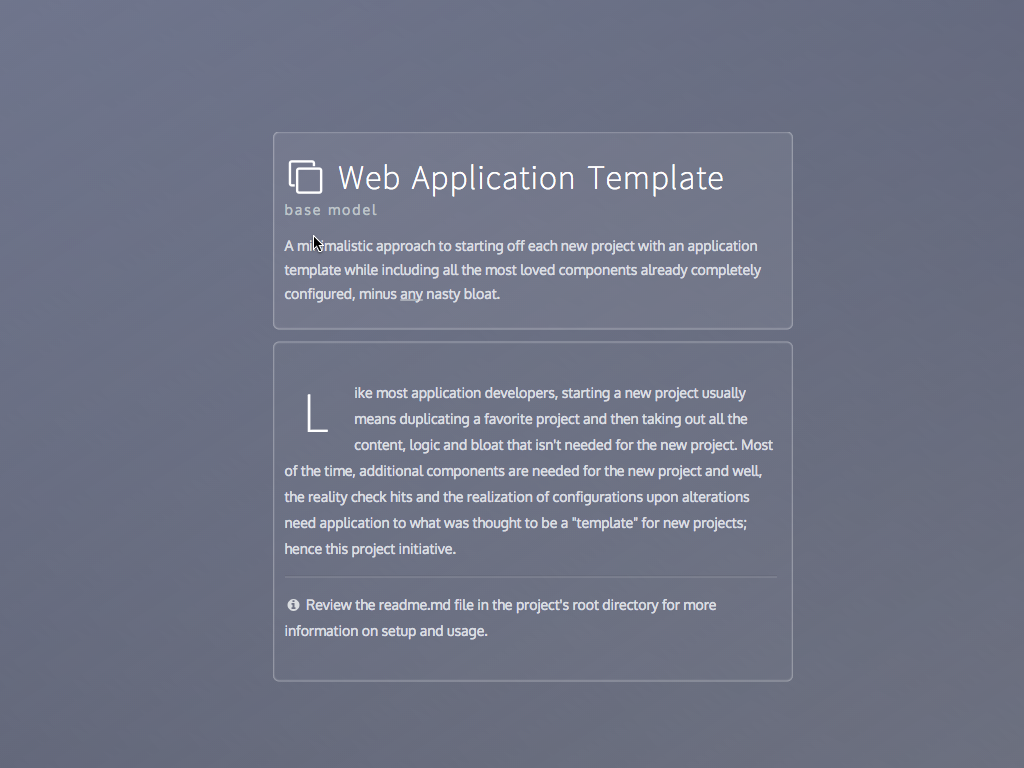 Web Application Template
base model
A minimalistic approach to starting off each new project with an application
template while including all the most loved components already completely
configured, minus any nasty bloat.
Like most application developers, starting a new project usually
means duplicating a favorite project and then taking out all the
content, logic and bloat that isn't needed for the new project. Most
of the time, additional components are needed for the new project and well,
the reality check hits and the realization of configurations upon alterations
need application to what was thought to be a "template" for new projects;
hence this project initiative.
Review the readme.md file in the project's root directory for more
information on setup and usage.